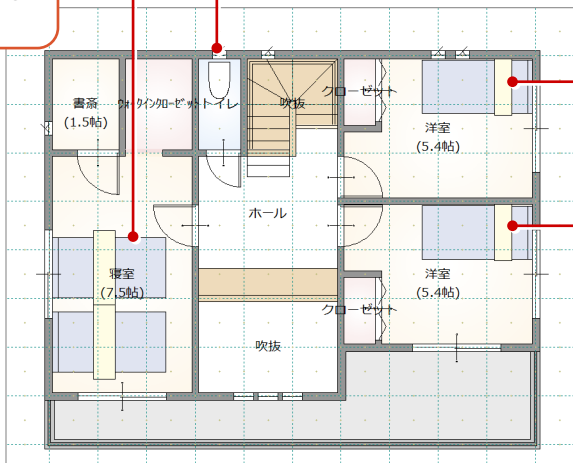 書斎
(1.5帖)
ウォークインクローゼット
トイレ
吹抜
クローゼット
洋室
(5.4帖)
ホール
寝室
(7.5帖)
洋室
(5.4帖)
クローゼット
吹抜